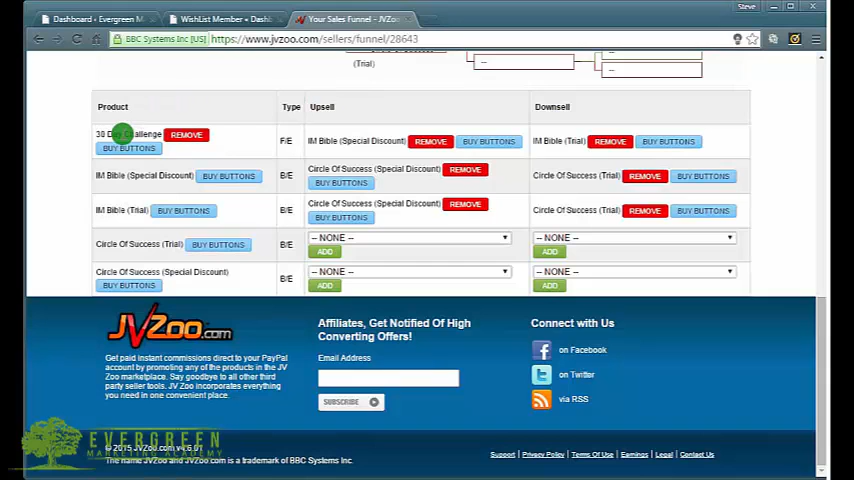 Steve
Dashboard ‹ Evergreen M
WishList Member ‹ Dashb
Your Sales Funnel – JVZo
BBC Systems Inc [US] https://www.jvzoo.com/sellers/funnel/28643
(Trial)
--
--
Product Type Upsell Downsell
30 Day Challenge REMOVE
BUY BUTTONS
F/E
IM Bible (Special Discount) REMOVE BUY BUTTONS
IM Bible (Trial) REMOVE BUY BUTTONS
IM Bible (Special Discount) BUY BUTTONS
B/E
Circle Of Success (Special Discount) REMOVE
BUY BUTTONS
Circle Of Success (Trial) REMOVE BUY BUTTONS
IM Bible (Trial) BUY BUTTONS
B/E
Circle Of Success (Special Discount) REMOVE
BUY BUTTONS
Circle Of Success (Trial) REMOVE BUY BUTTONS
Circle Of Success (Trial) BUY BUTTONS
B/E
-- NONE --
ADD
-- NONE --
ADD
Circle Of Success (Special Discount)
BUY BUTTONS
B/E
-- NONE --
ADD
-- NONE --
ADD
JVZoo.com
Get paid instant commissions direct to your PayPal
account by promoting any of the products in the JV
Zoo marketplace. Say goodbye to all other third
party seller tools. JV Zoo incorporates everything
you need in one convenient place.
Affiliates, Get Notified Of High
Converting Offers!
Email Address
SUBSCRIBE
Connect with Us
on Facebook
on Twitter
via RSS
EVERGREEN
MARKETING ACADEMY
© 2015 JVZoo.com
The name JVZoo and JVZoo.com is a trademark of BBC Systems Inc.
Support | Privacy Policy | Terms Of Use | Earnings | Legal | Contact Us